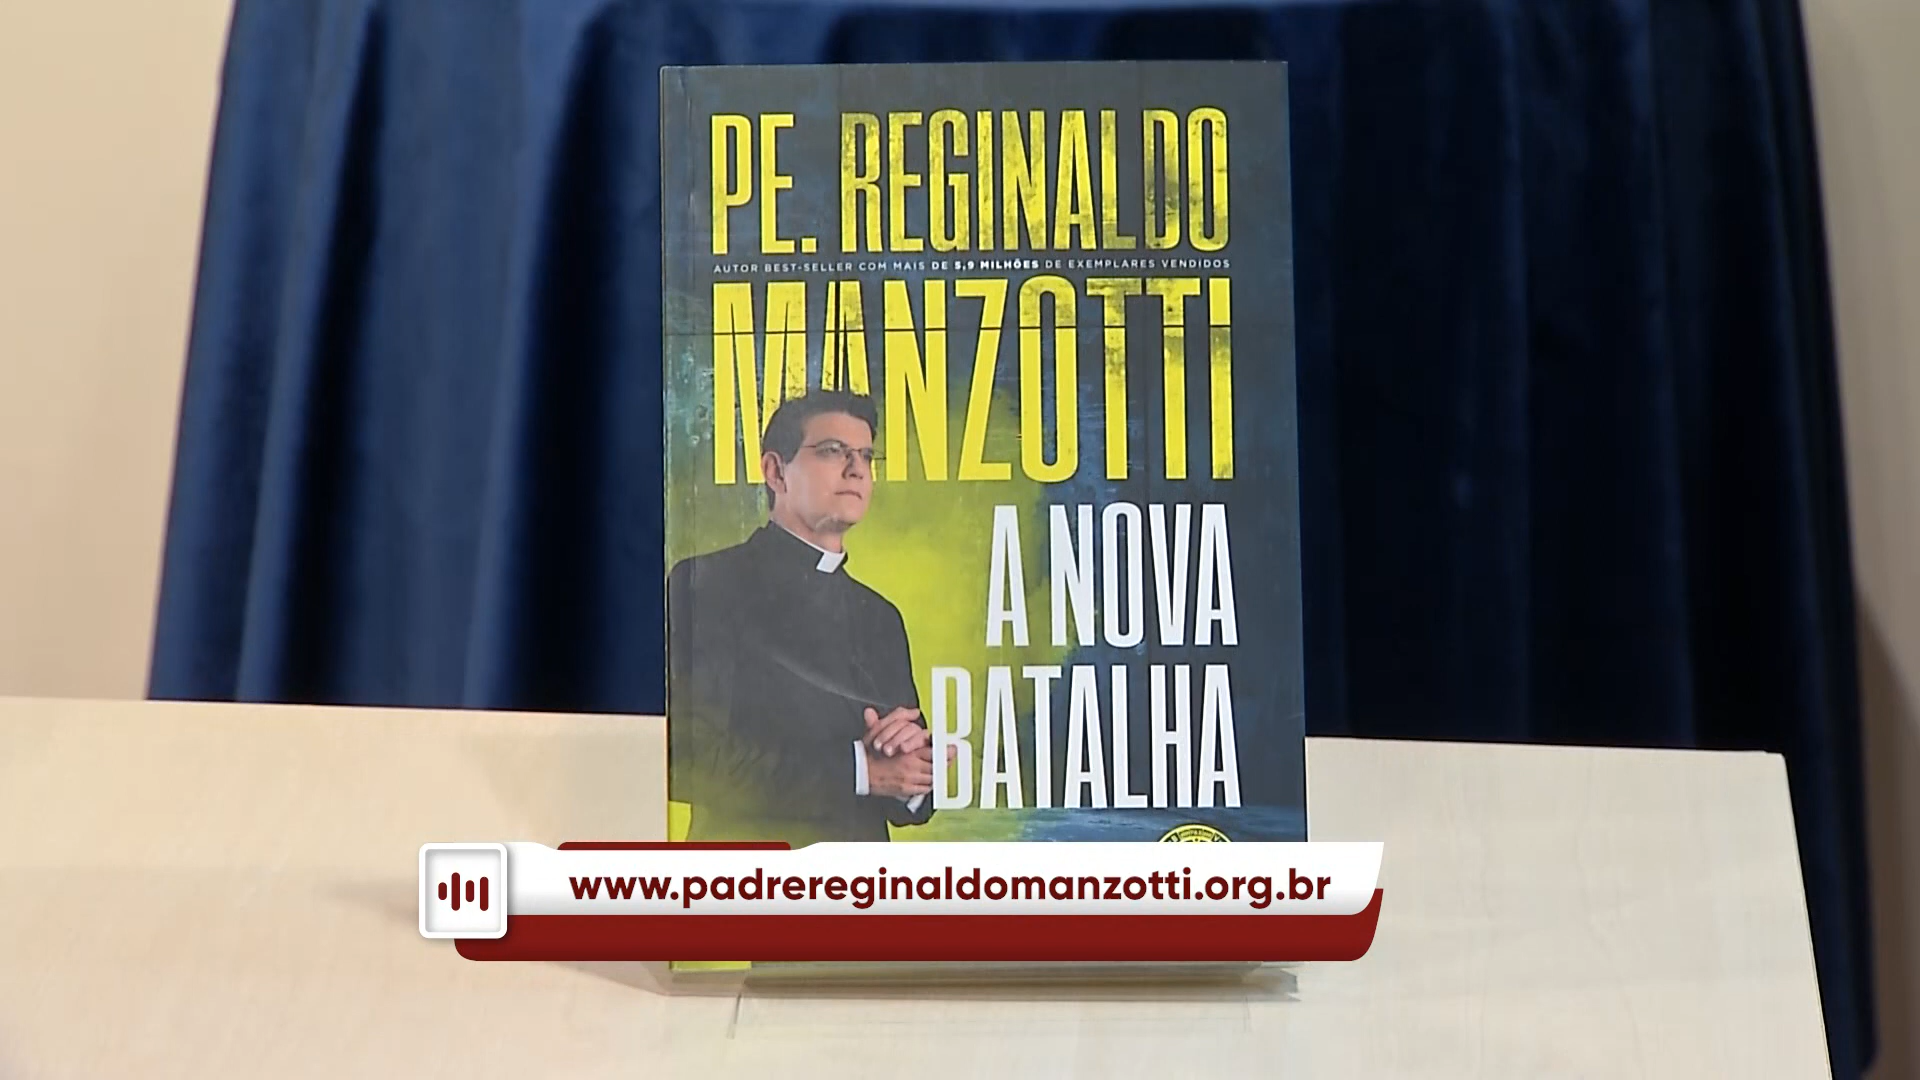 PE. REGINALDO
AUTOR BEST-SELLER COM MAIS DE 5,9 MILHÕES DE EXEMPLARES VENDIDOS
MANZOTTI
A NOVA
BATALHA
www.padrereginaldomanzotti.org.br